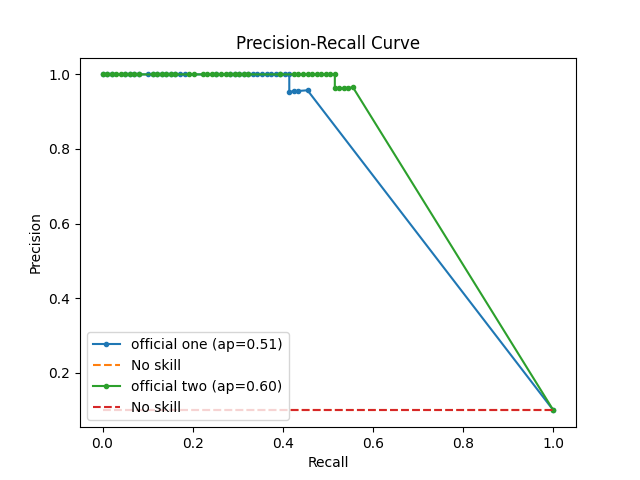 Precision-Recall Curve
Precision
1.0
0.8
0.6
0.4
0.2
official one (ap=0.51)
No skill
official two (ap=0.60)
No skill
0.0 0.2 0.4 0.6 0.8 1.0
Recall